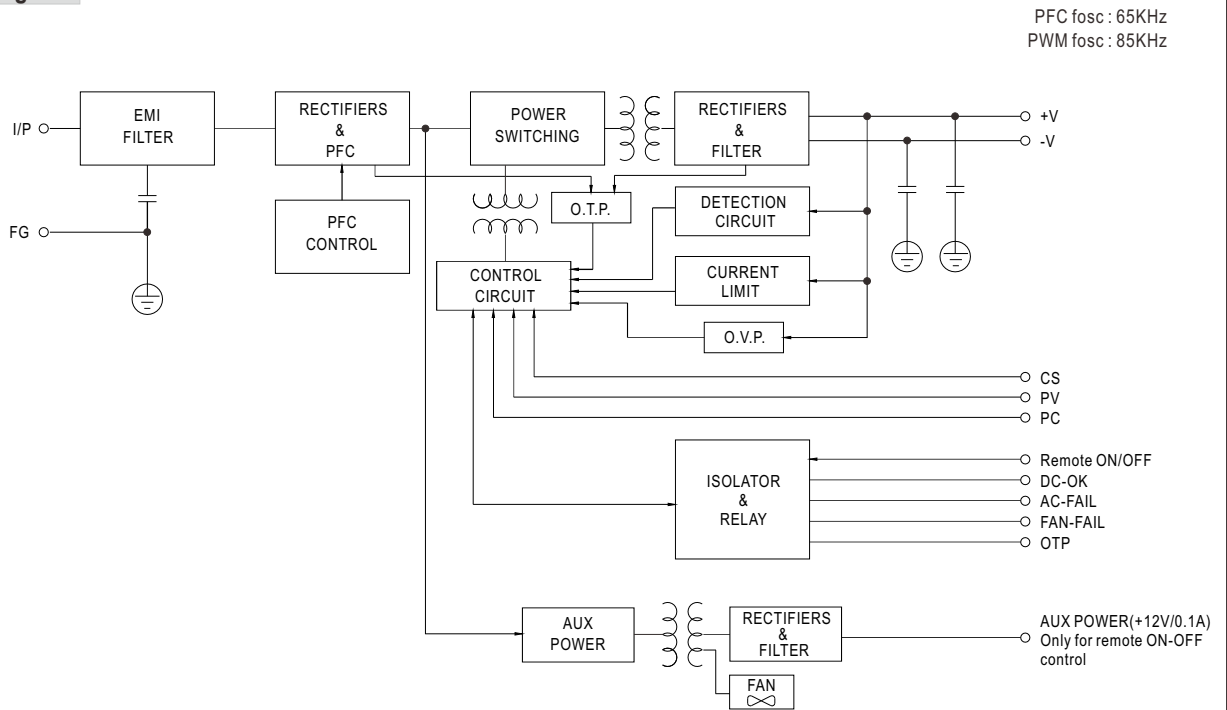 PFC fosc : 65KHz
PWM fosc : 85KHz
I/P
EMI
FILTER
RECTIFIERS
&
PFC
POWER
SWITCHING
RECTIFIERS
&
FILTER
+V
-V
FG
PFC
CONTROL
O.T.P.
DETECTION
CIRCUIT
CONTROL
CIRCUIT
CURRENT
LIMIT
O.V.P.
CS
PV
PC
ISOLATOR
&
RELAY
Remote ON/OFF
DC-OK
AC-FAIL
FAN-FAIL
OTP
AUX
POWER
RECTIFIERS
&
FILTER
AUX POWER(+12V/0.1A)
Only for remote ON-OFF
control
FAN